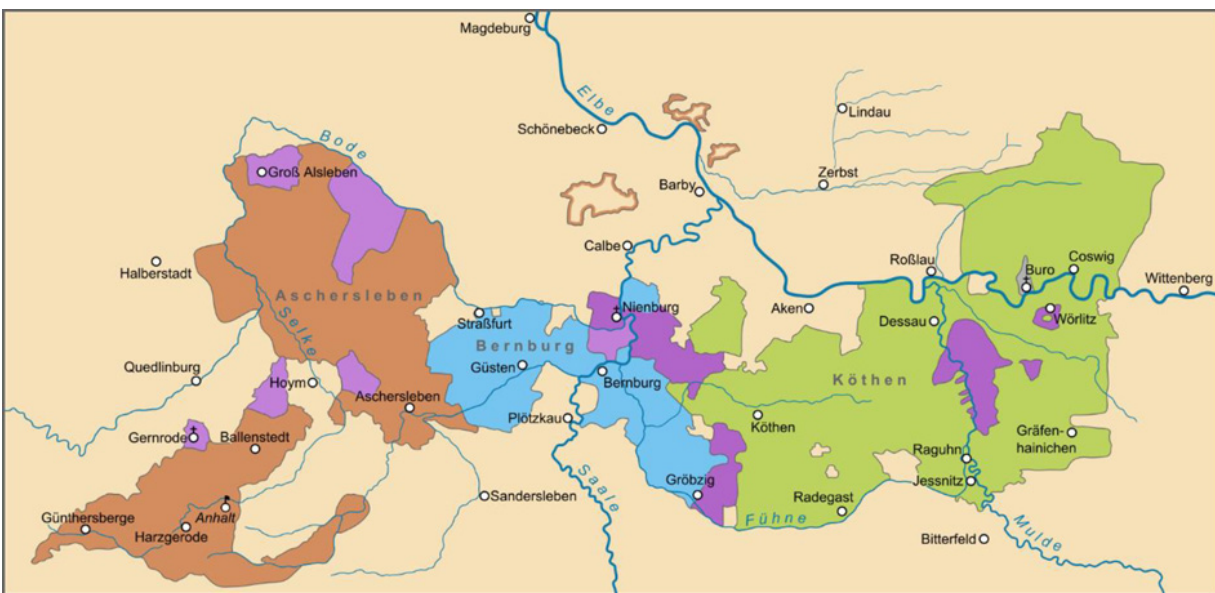 Magdeburg
Elbe
Schönebeck
Lindau
Bode
Groß Alsleben
Zerbst
Barby
Calbe
Halberstadt
Roßlau
Buro
Coswig
Wittenberg
Aschersleben
Selke
Straßfurt
Nienburg
Aken
Dessau
Wörlitz
Bernburg
Quedlinburg
Hoym
Güsten
Bernburg
Köthen
Aschersleben
Plötzkau
Köthen
Gernrode
Ballenstedt
Gräfen-
hainichen
Raguhn
Jessnitz
Sandersleben
Saale
Gröbzig
Radegast
Fühne
Günthersberge
Anhalt
Harzgerode
Bitterfeld
Mulde